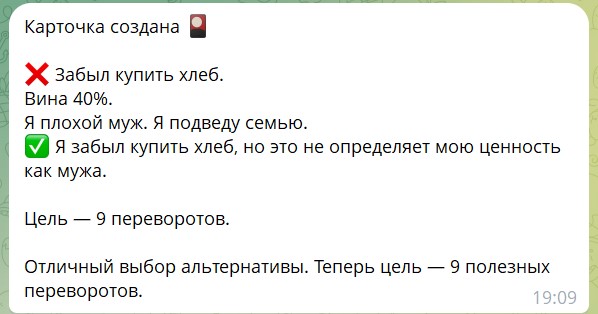 Карточка создана 🎴
❌ Забыл купить хлеб.
Вина 40%.
Я плохой муж. Я подведу семью.
✅ Я забыл купить хлеб, но это не определяет мою ценность
как мужа.
Цель — 9 переворотов.
Отличный выбор альтернативы. Теперь цель — 9 полезных
переворотов.
19:09